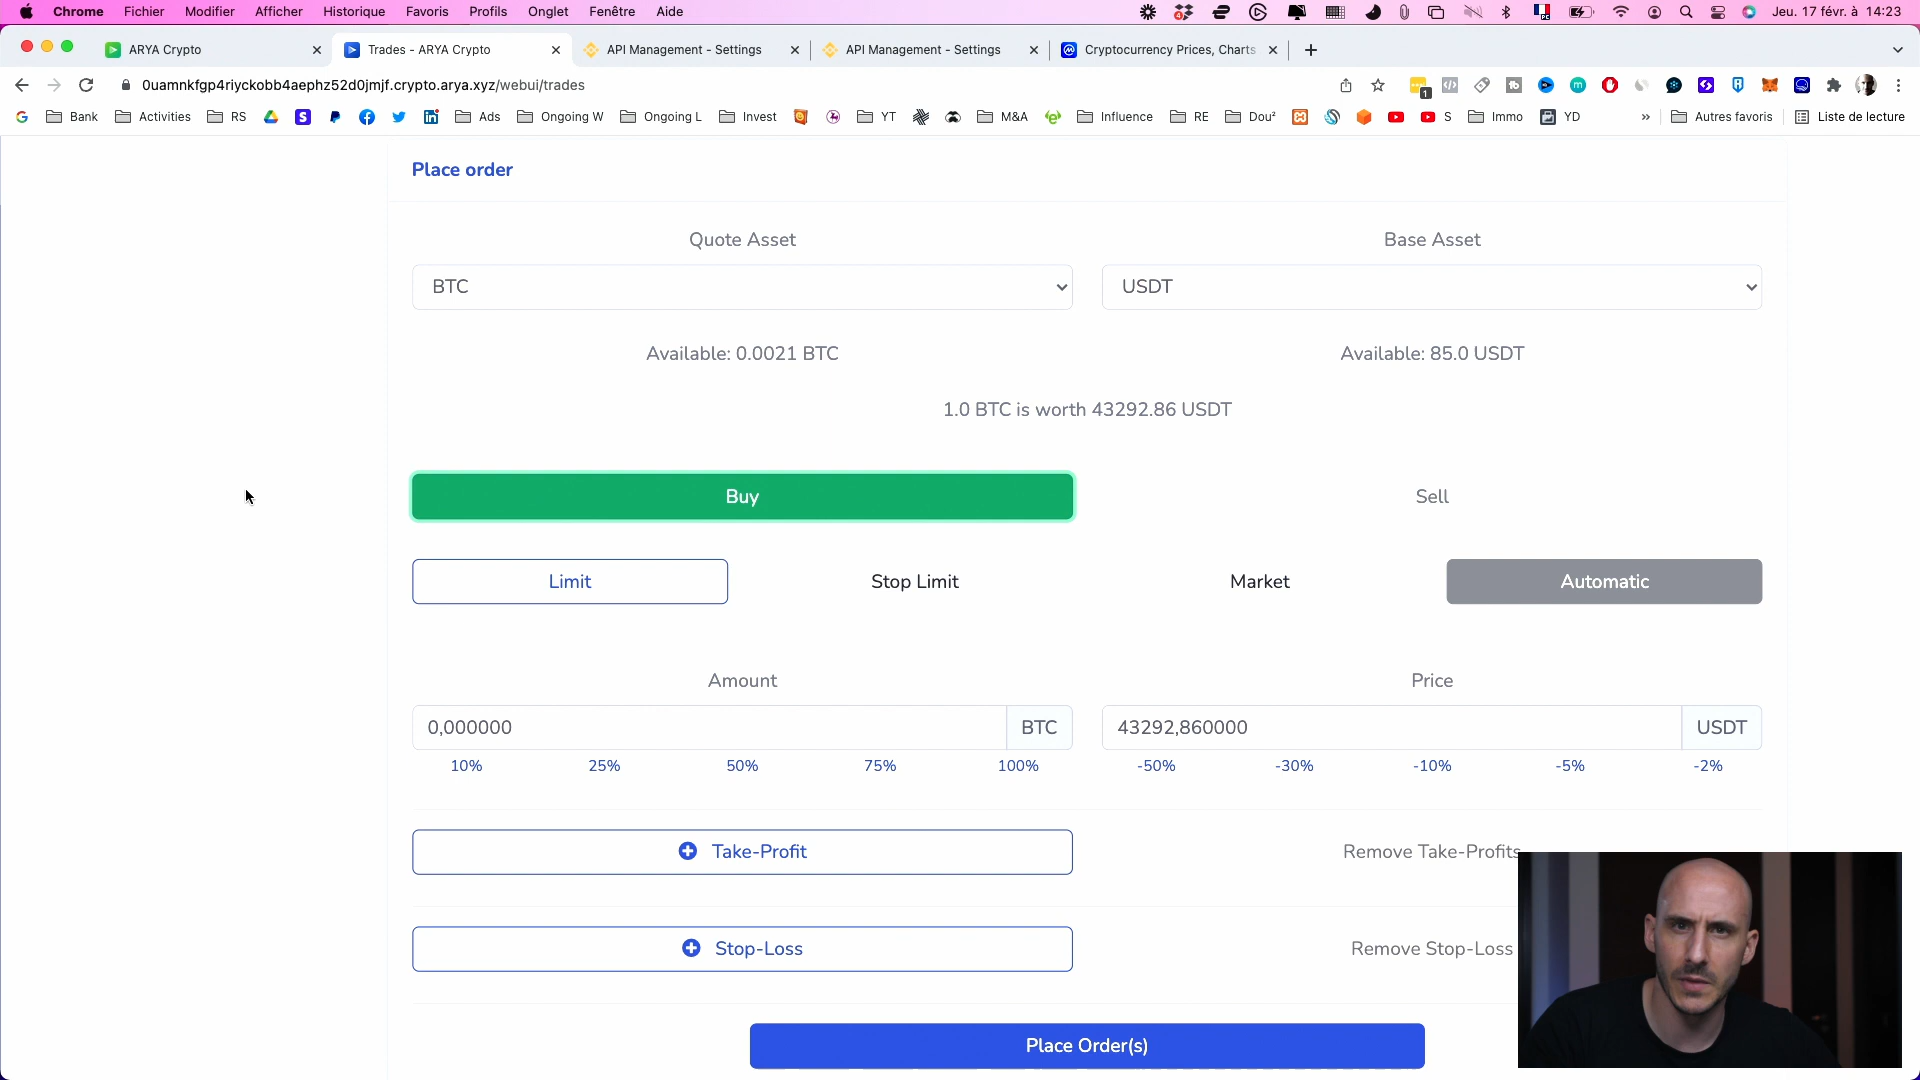 Chrome Fichier Modifier Afficher Historique Favoris Profils Onglet Fenêtre Aide Jeu. 17 févr. à 14:23
ARYA Crypto Trades - ARYA Crypto API Management - Settings API Management - Settings Cryptocurrency Prices, Charts
0uamnkfgp4riyckobb4aephz52d0jmjf.crypto.arya.xyz/webui/trades
Bank Activities RS Ads Ongoing W Ongoing L Invest YT M&A Influence RE Dou² S Immo YD » Autres favoris Liste de lecture
Place order
Quote Asset Base Asset
BTC USDT
Available: 0.0021 BTC Available: 85.0 USDT
1.0 BTC is worth 43292.86 USDT
Buy Sell
Limit Stop Limit Market Automatic
Amount Price
0,000000 BTC 43292,860000 USDT
10% 25% 50% 75% 100% -50% -30% -10% -5% -2%
Take-Profit Remove Take-Profits
Stop-Loss Remove Stop-Loss
Place Order(s)